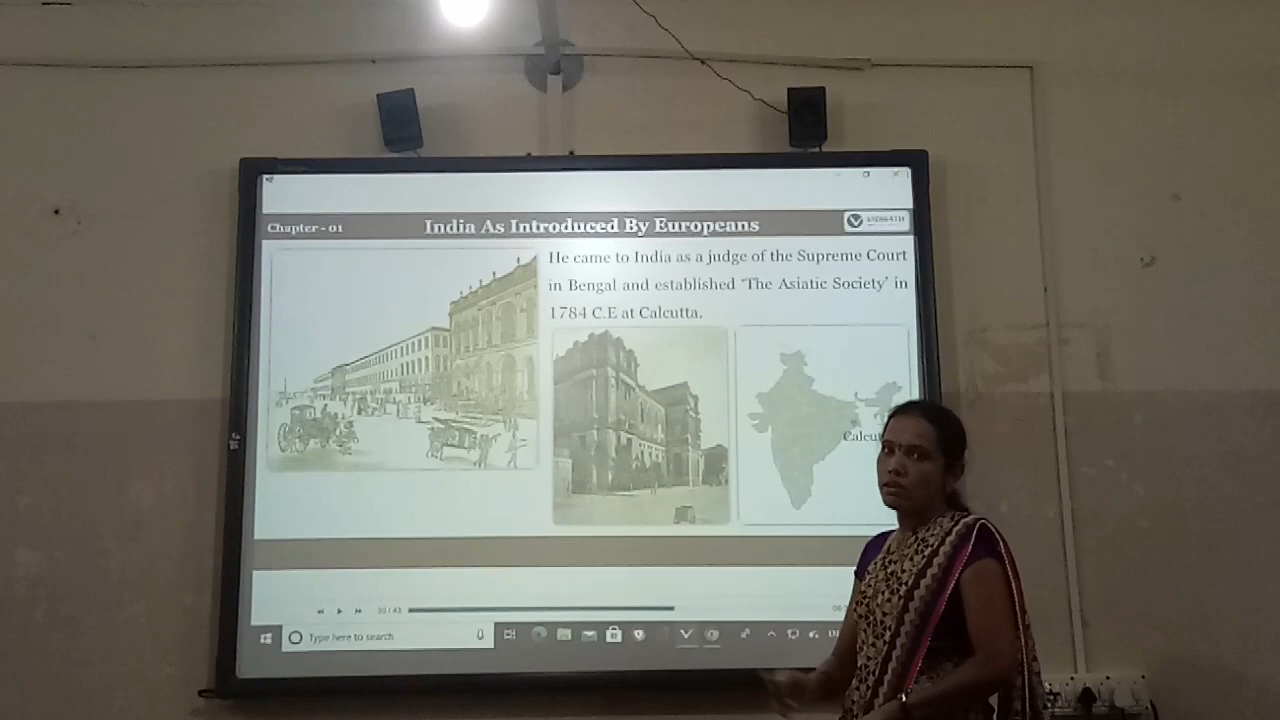 Chapter - 01
India As Introduced By Europeans
He came to India as a judge of the Supreme Court
in Bengal and established 'The Asiatic Society' in
1784 C.E at Calcutta.
Calcut
Type here to search